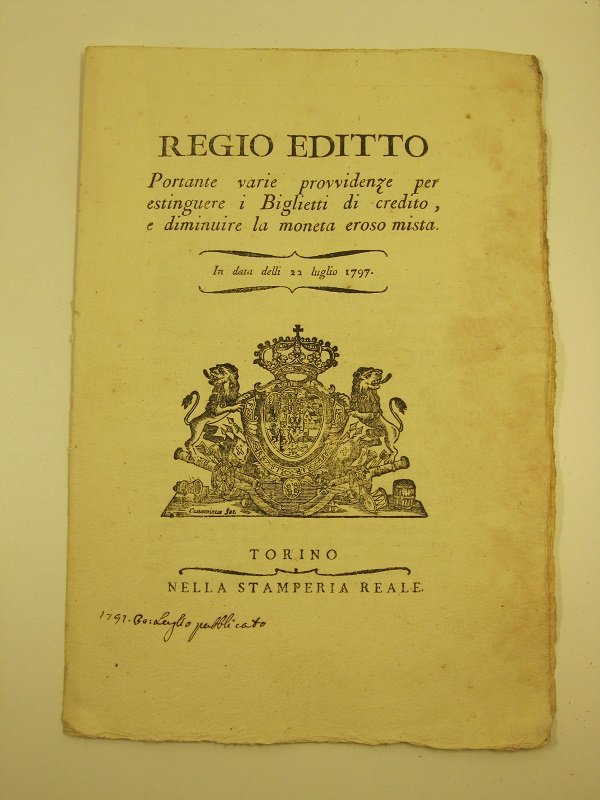 REGIO EDITTO
Portante varie provvidenze per
estinguere i Biglietti di credito,
e diminuire la moneta eroso mista.
In data delli 22 luglio 1797.
TORINO
NELLA STAMPERIA REALE.
1797. Luglio pubblicato